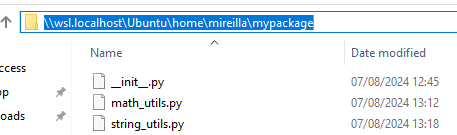 \\wsl.localhost\Ubuntu\home\mireilla\mypackage
Name
Date modified
ccess
__init__.py
07/08/2024 12:45
op
math_utils.py
07/08/2024 13:12
oads
string_utils.py
07/08/2024 13:18